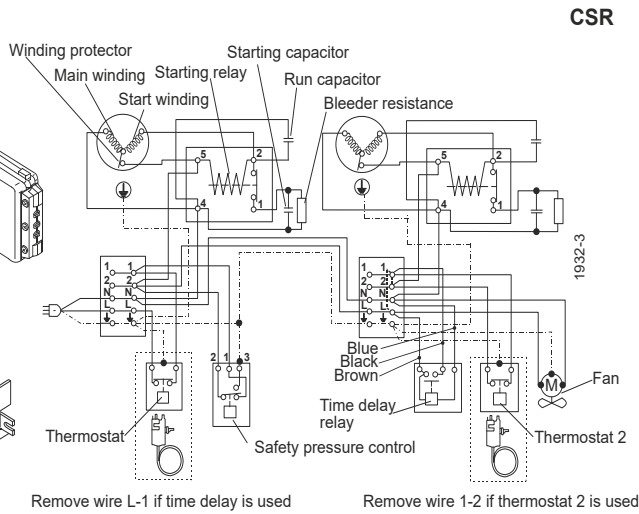 CSR
Winding protector
Main winding
Starting relay
Start winding
Starting capacitor
Run capacitor
Bleeder resistance
5
2
4
1
5
2
4
1
1932-3
1 1
2 2
N N
L L
1 1
2 2
N N
L L
2 1 3
Blue
Black
Brown
Time delay
relay
Thermostat
Safety pressure control
M
Fan
Thermostat 2
Remove wire L-1 if time delay is used
Remove wire 1-2 if thermostat 2 is used